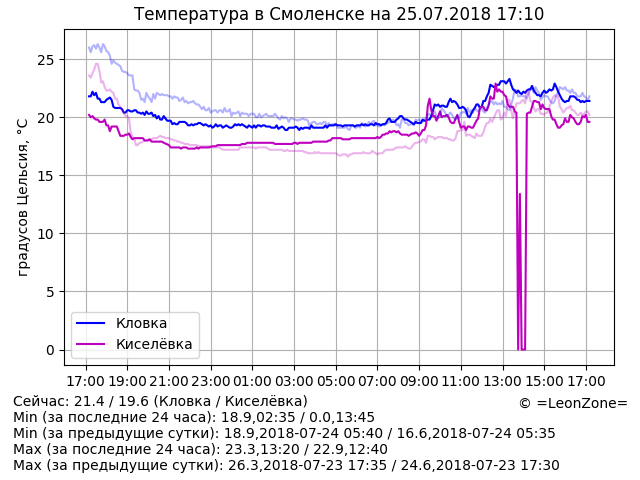 Температура в Смоленске на 25.07.2018 17:10
градусов Цельсия, °C
25
20
15
10
5
0
Кловка
Киселёвка
17:00 19:00 21:00 23:00 01:00 03:00 05:00 07:00 09:00 11:00 13:00 15:00 17:00
Сейчас: 21.4 / 19.6 (Кловка / Киселёвка)
© =LeonZone=
Min (за последние 24 часа): 18.9,02:35 / 0.0,13:45
Min (за предыдущие сутки): 18.9,2018-07-24 05:40 / 16.6,2018-07-24 05:35
Max (за последние 24 часа): 23.3,13:20 / 22.9,12:40
Max (за предыдущие сутки): 26.3,2018-07-23 17:35 / 24.6,2018-07-23 17:30